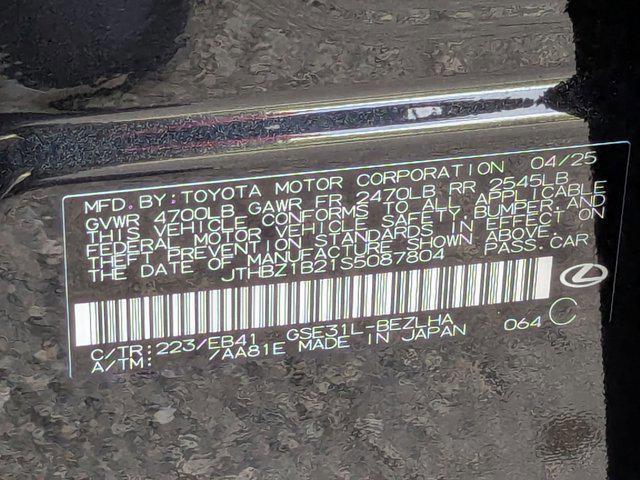 MFD. BY: TOYOTA MOTOR CORPORATION 04/25
GVWR 4700LB GAWR FR 2470LB RR 2545LB
THIS VEHICLE CONFORMS TO ALL APPLICABLE
FEDERAL MOTOR VEHICLE SAFETY, BUMPER, AND
THEFT PREVENTION STANDARDS IN EFFECT ON
THE DATE OF MANUFACTURE SHOWN ABOVE.
JTHBZ1B21S5087804 PASS. CAR
C/TR: 223/EB41 GSE31L-BEZLHA
A/TM: /AA81E MADE IN JAPAN 064 C